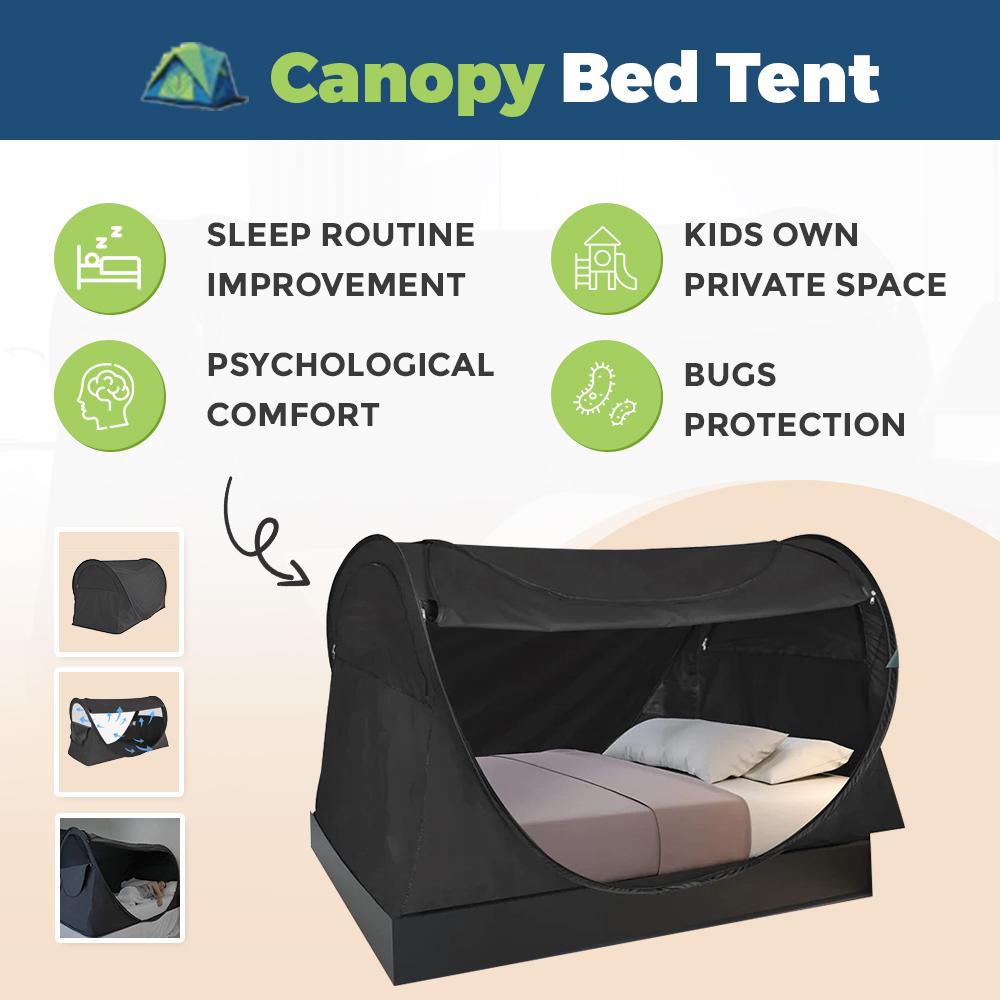 Canopy Bed Tent
SLEEP ROUTINE
IMPROVEMENT
KIDS OWN
PRIVATE SPACE
PSYCHOLOGICAL
COMFORT
BUGS
PROTECTION